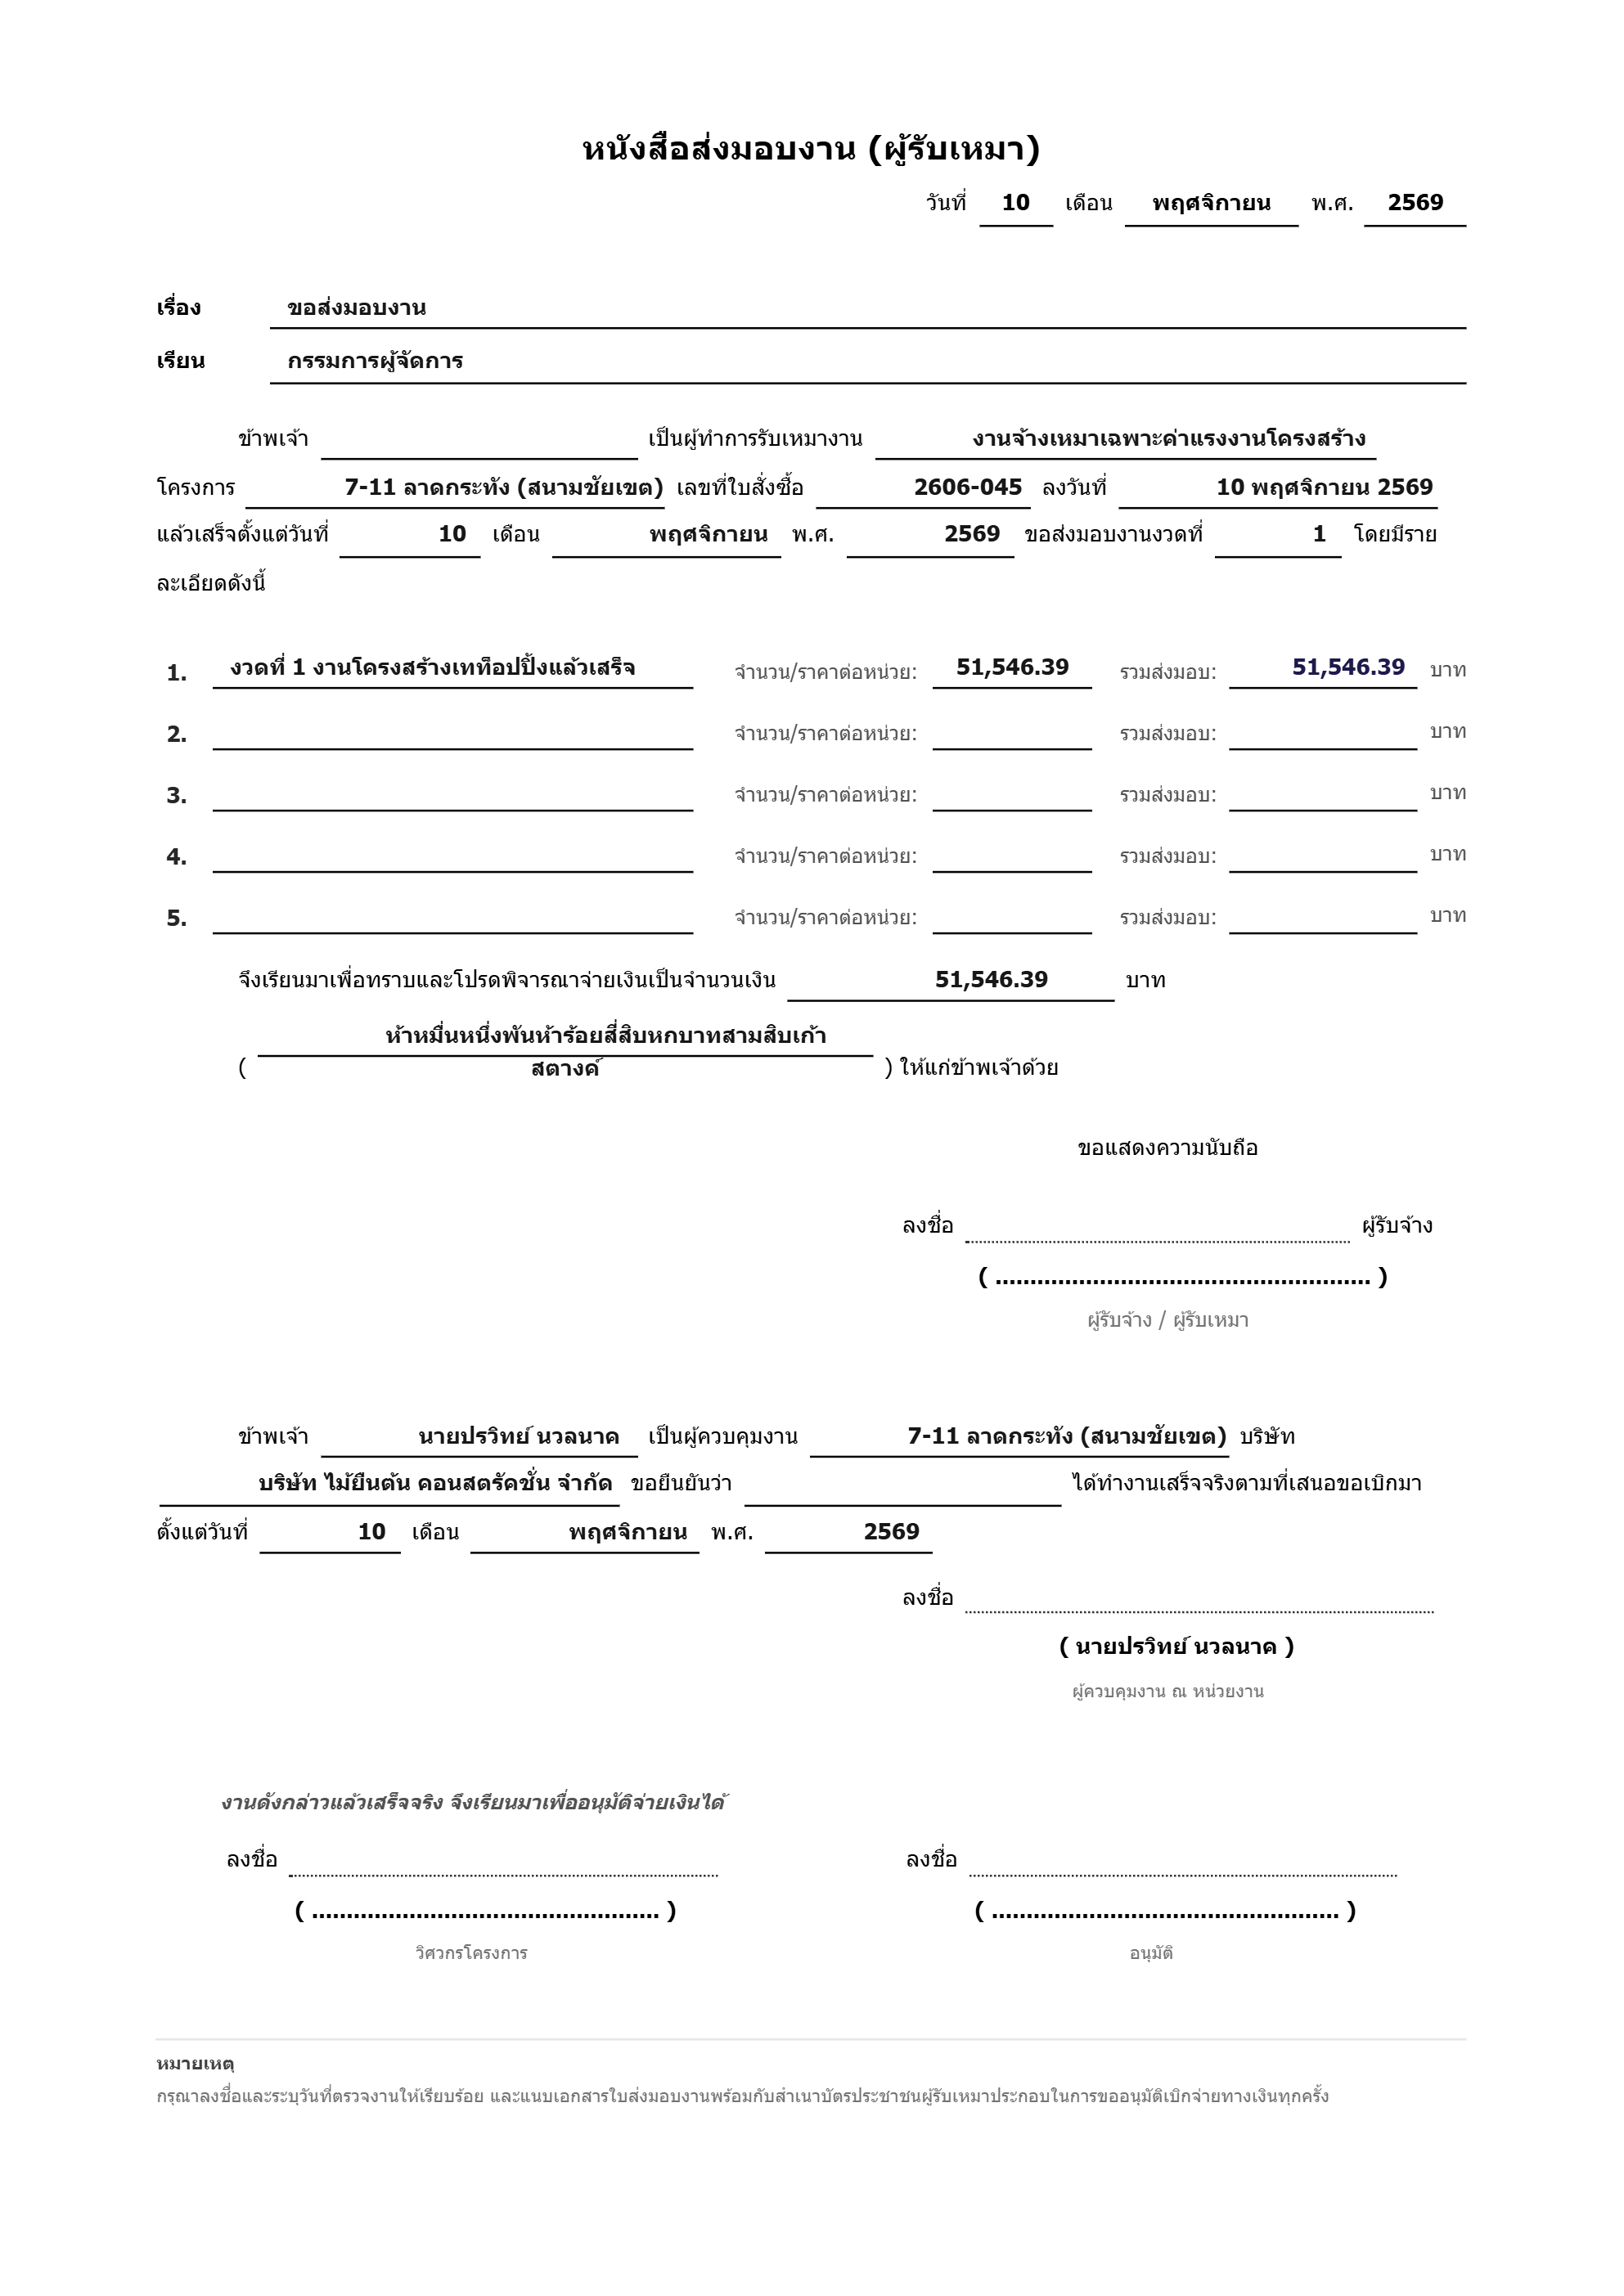 หนังสือส่งมอบงาน (ผู้รับเหมา)
วันที่ 10 เดือน พฤศจิกายน พ.ศ. 2569
เรื่อง ขอส่งมอบงาน
เรียน กรรมการผู้จัดการ
ข้าพเจ้า เป็นผู้ทำการรับเหมางาน งานจ้างเหมาเฉพาะค่าแรงงานโครงสร้าง
โครงการ 7-11 ลาดกระทัง (สนามชัยเขต) เลขที่ใบสั่งซื้อ 2606-045 ลงวันที่ 10 พฤศจิกายน 2569
แล้วเสร็จตั้งแต่วันที่ 10 เดือน พฤศจิกายน พ.ศ. 2569 ขอส่งมอบงานงวดที่ 1 โดยมีราย
ละเอียดดังนี้
1. งวดที่ 1 งานโครงสร้างเทท็อปปิ้งแล้วเสร็จ จำนวน/ราคาต่อหน่วย: 51,546.39 รวมส่งมอบ: 51,546.39 บาท
2. จำนวน/ราคาต่อหน่วย: รวมส่งมอบ: บาท
3. จำนวน/ราคาต่อหน่วย: รวมส่งมอบ: บาท
4. จำนวน/ราคาต่อหน่วย: รวมส่งมอบ: บาท
5. จำนวน/ราคาต่อหน่วย: รวมส่งมอบ: บาท
จึงเรียนมาเพื่อทราบและโปรดพิจารณาจ่ายเงินเป็นจำนวนเงิน 51,546.39 บาท
ห้าหมื่นหนึ่งพันห้าร้อยสี่สิบหกบาทสามสิบเก้า
( สตางค์ ) ให้แก่ข้าพเจ้าด้วย
ขอแสดงความนับถือ
ลงชื่อ ผู้รับจ้าง
( ...................................................... )
ผู้รับจ้าง / ผู้รับเหมา
ข้าพเจ้า นายปรวิทย์ นวลนาค เป็นผู้ควบคุมงาน 7-11 ลาดกระทัง (สนามชัยเขต) บริษัท
บริษัท ไม้ยืนต้น คอนสตรัคชั่น จำกัด ขอยืนยันว่า ได้ทำงานเสร็จจริงตามที่เสนอขอเบิกมา
ตั้งแต่วันที่ 10 เดือน พฤศจิกายน พ.ศ. 2569
ลงชื่อ
( นายปรวิทย์ นวลนาค )
ผู้ควบคุมงาน ณ หน่วยงาน
งานดังกล่าวแล้วเสร็จจริง จึงเรียนมาเพื่ออนุมัติจ่ายเงินได้
ลงชื่อ ลงชื่อ
( .................................................. ) ( .................................................. )
วิศวกรโครงการ อนุมัติ
หมายเหตุ
กรุณาลงชื่อและระบุวันที่ตรวจงานให้เรียบร้อย และแนบเอกสารใบส่งมอบงานพร้อมกับสำเนาบัตรประชาชนผู้รับเหมาประกอบในการขออนุมัติเบิกจ่ายทางเงินทุกครั้ง